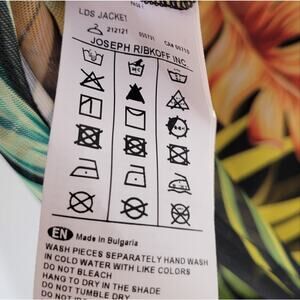 LDS JACKET
212121
JOSEPH RIBKOFF INC.
EN Made in Bulgaria
WASH PIECES SEPARATELY HAND WASH
IN COLD WATER WITH LIKE COLORS
DO NOT BLEACH
HANG TO DRY IN THE SHADE
DO NOT TUMBLE DRY